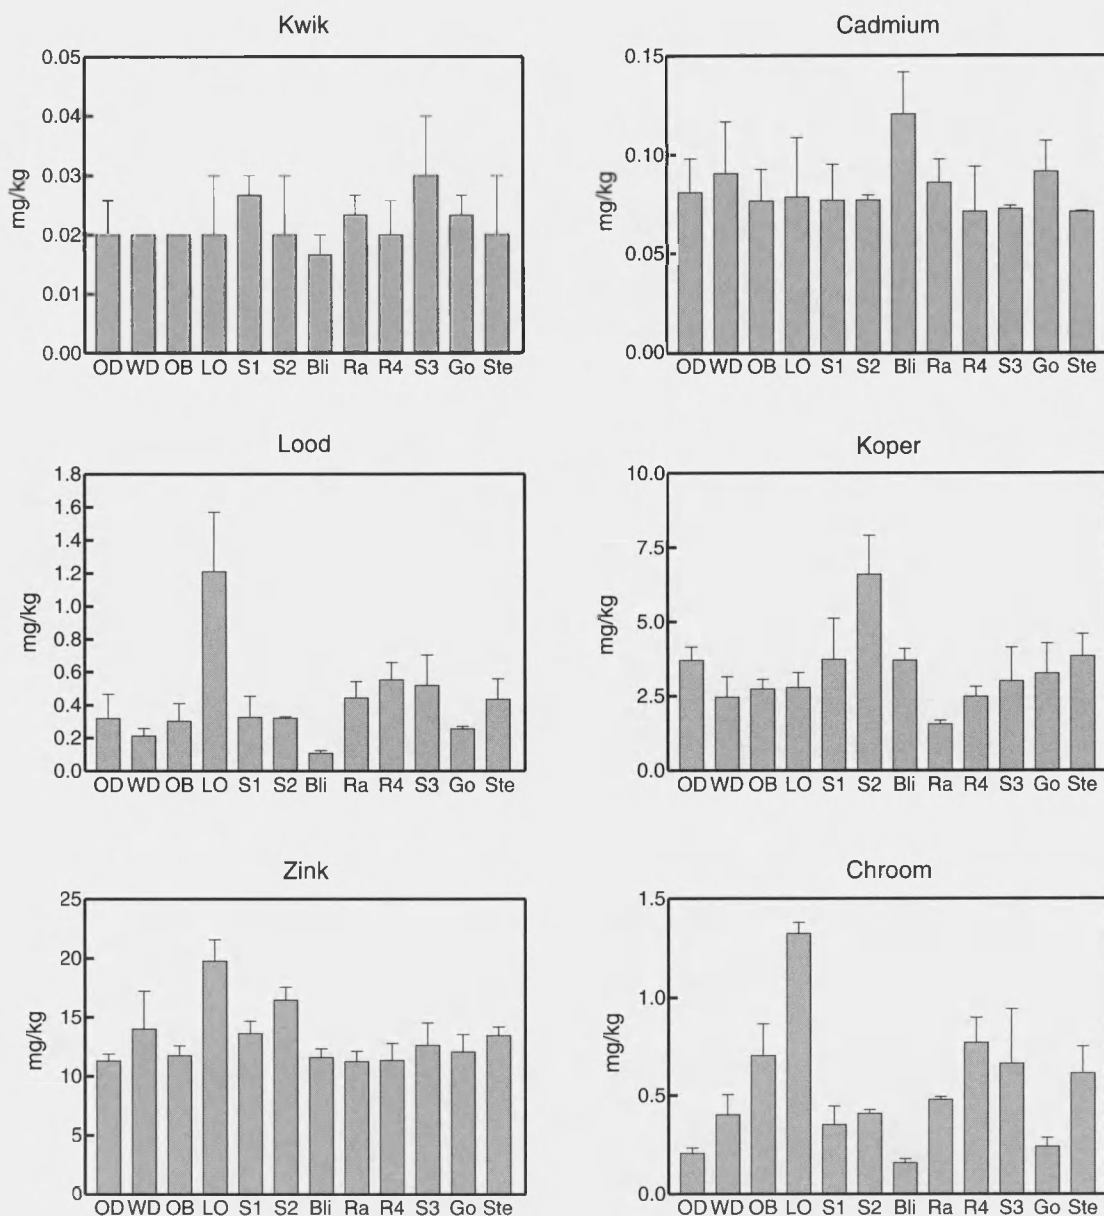 Kwik
0.05
0.04
0.03
0.02
0.01
0.00
mg/kg
OD WD OB LO S1 S2 Bli Ra R4 S3 Go Ste
Cadmium
0.15
0.10
0.05
0.00
mg/kg
OD WD OB LO S1 S2 Bli Ra R4 S3 Go Ste
Lood
1.8
1.6
1.4
1.2
1.0
0.8
0.6
0.4
0.2
0.0
mg/kg
OD WD OB LO S1 S2 Bli Ra R4 S3 Go Ste
Koper
10.0
7.5
5.0
2.5
0.0
mg/kg
OD WD OB LO S1 S2 Bli Ra R4 S3 Go Ste
Zink
25
20
15
10
5
0
mg/kg
OD WD OB LO S1 S2 Bli Ra R4 S3 Go Ste
Chroom
1.5
1.0
0.5
0.0
mg/kg
OD WD OB LO S1 S2 Bli Ra R4 S3 Go Ste